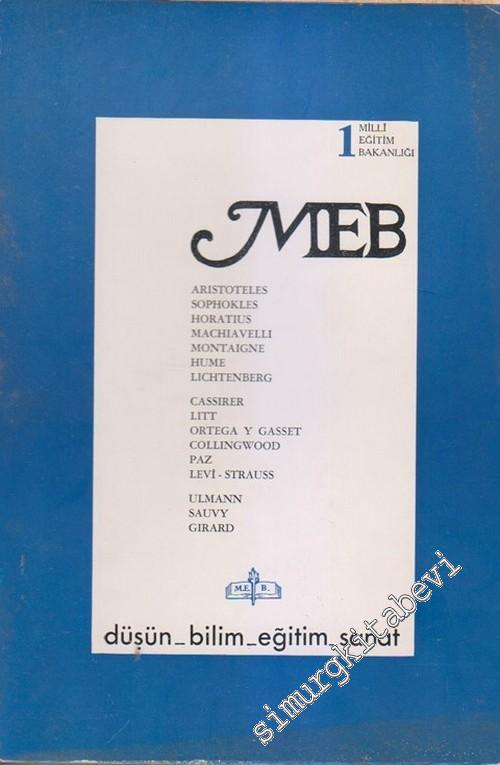 1 MİLLİ
EĞİTİM
BAKANLIĞI
MEB
ARISTOTELES
SOPHOKLES
HORATIUS
MACHIAVELLI
MONTAIGNE
HUME
LICHTENBERG
CASSIRER
LITT
ORTEGA Y GASSET
COLLINGWOOD
PAZ
LEVİ - STRAUSS
ULMANN
SAUVY
GIRARD
M.E. B.
düşün_bilim_eğitim_sanat
simurgkitabevi